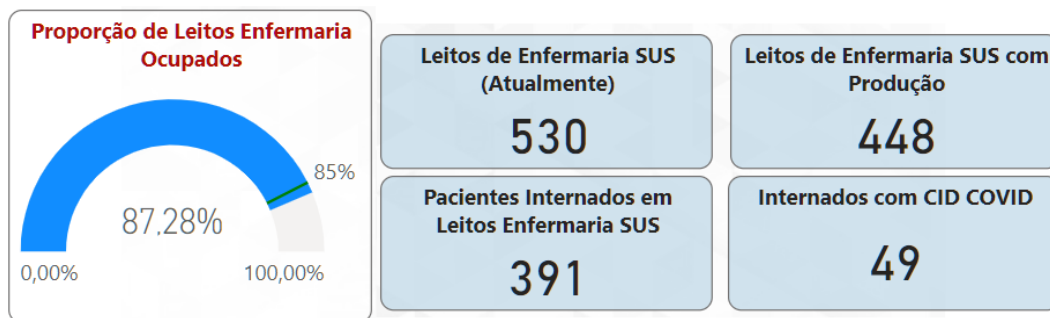 Proporção de Leitos Enfermaria
Ocupados
85%
87,28%
0,00%
100,00%
Leitos de Enfermaria SUS
(Atualmente)
530
Leitos de Enfermaria SUS com
Produção
448
Pacientes Internados em
Leitos Enfermaria SUS
391
Internados com CID COVID
49